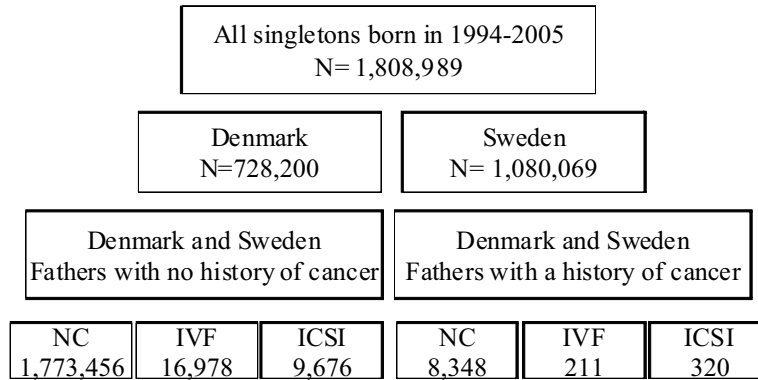 All singletons born in 1994-2005
N= 1,808,989
Denmark
N=728,200
Sweden
N= 1,080,069
Denmark and Sweden
Fathers with no history of cancer
Denmark and Sweden
Fathers with a history of cancer
NC
1,773,456
IVF
16,978
ICSI
9,676
NC
8,348
IVF
211
ICSI
320